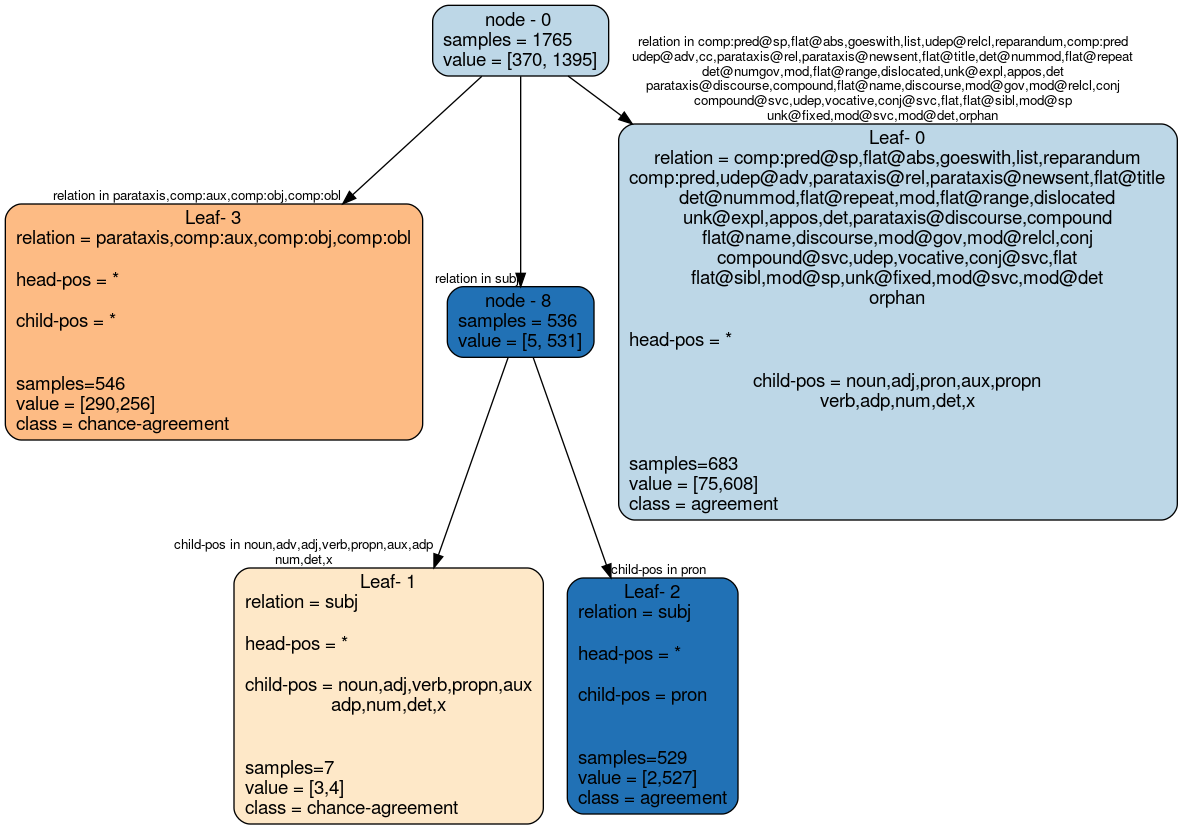 node - 0
samples = 1765
value = [370, 1395]
relation in comp:pred@sp,flat@abs,goeswith,list,udep@relcl,reparandum,comp:pred
udep@adv,cc,parataxis@rel,parataxis@newsent,flat@title,det@nummod,flat@repeat
det@numgov,mod,flat@range,dislocated,unk@expl,appos,det
parataxis@discourse,compound,flat@name,discourse,mod@gov,mod@relcl,conj
compound@svc,udep,vocative,conj@svc,flat,flat@sibl,mod@sp
unk@fixed,mod@svc,mod@det,orphan
Leaf- 0
relation = comp:pred@sp,flat@abs,goeswith,list,reparandum
comp:pred,udep@adv,parataxis@rel,parataxis@newsent,flat@title
det@nummod,flat@repeat,mod,flat@range,dislocated
unk@expl,appos,det,parataxis@discourse,compound
flat@name,discourse,mod@gov,mod@relcl,conj
compound@svc,udep,vocative,conj@svc,flat
flat@sibl,mod@sp,unk@fixed,mod@svc,mod@det
orphan
head-pos = *
child-pos = noun,adj,pron,aux,propn
verb,adp,num,det,x
samples=683
value = [75,608]
class = agreement
relation in parataxis,comp:aux,comp:obj,comp:obl
Leaf- 3
relation = parataxis,comp:aux,comp:obj,comp:obl
head-pos = *
child-pos = *
samples=546
value = [290,256]
class = chance-agreement
relation in subj
node - 8
samples = 536
value = [5, 531]
child-pos in noun,adv,adj,verb,propn,aux,adp
num,det,x
Leaf- 1
relation = subj
head-pos = *
child-pos = noun,adj,verb,propn,aux
adp,num,det,x
samples=7
value = [3,4]
class = chance-agreement
child-pos in pron
Leaf- 2
relation = subj
head-pos = *
child-pos = pron
samples=529
value = [2,527]
class = agreement